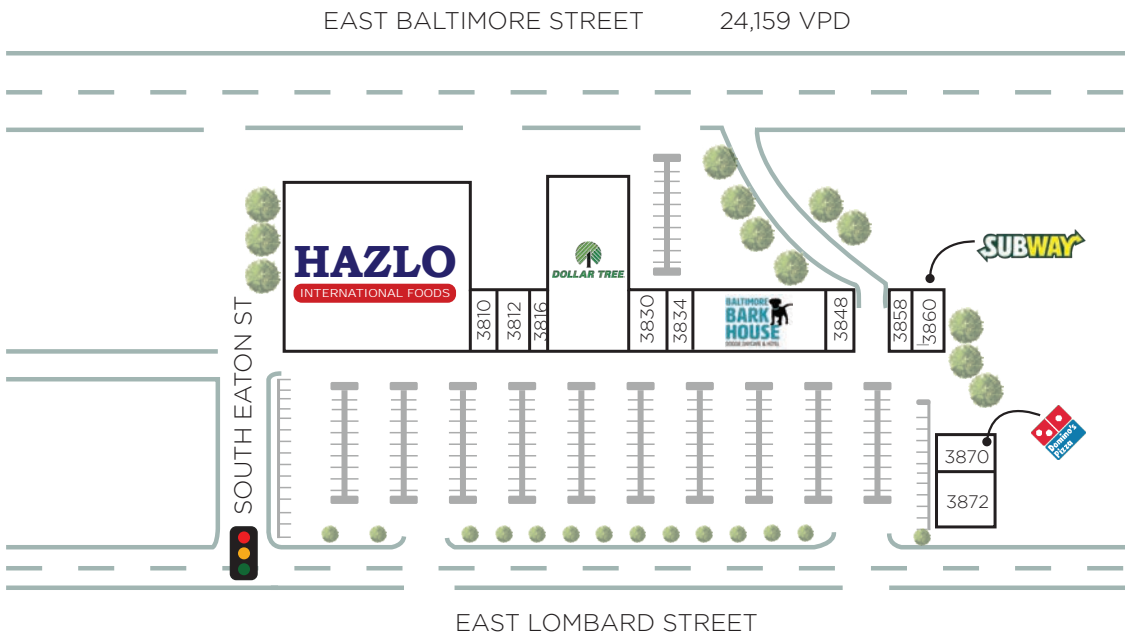 EAST BALTIMORE STREET 24,159 VPD
HAZLO
INTERNATIONAL FOODS
DOLLAR TREE
SUBWAY
3810
3812
3816
3830
3834
BALTIMORE
BARK
HOUSE
3848
3858
3860
SOUTH EATON ST
Domino's
Pizza
3870
3872
EAST LOMBARD STREET